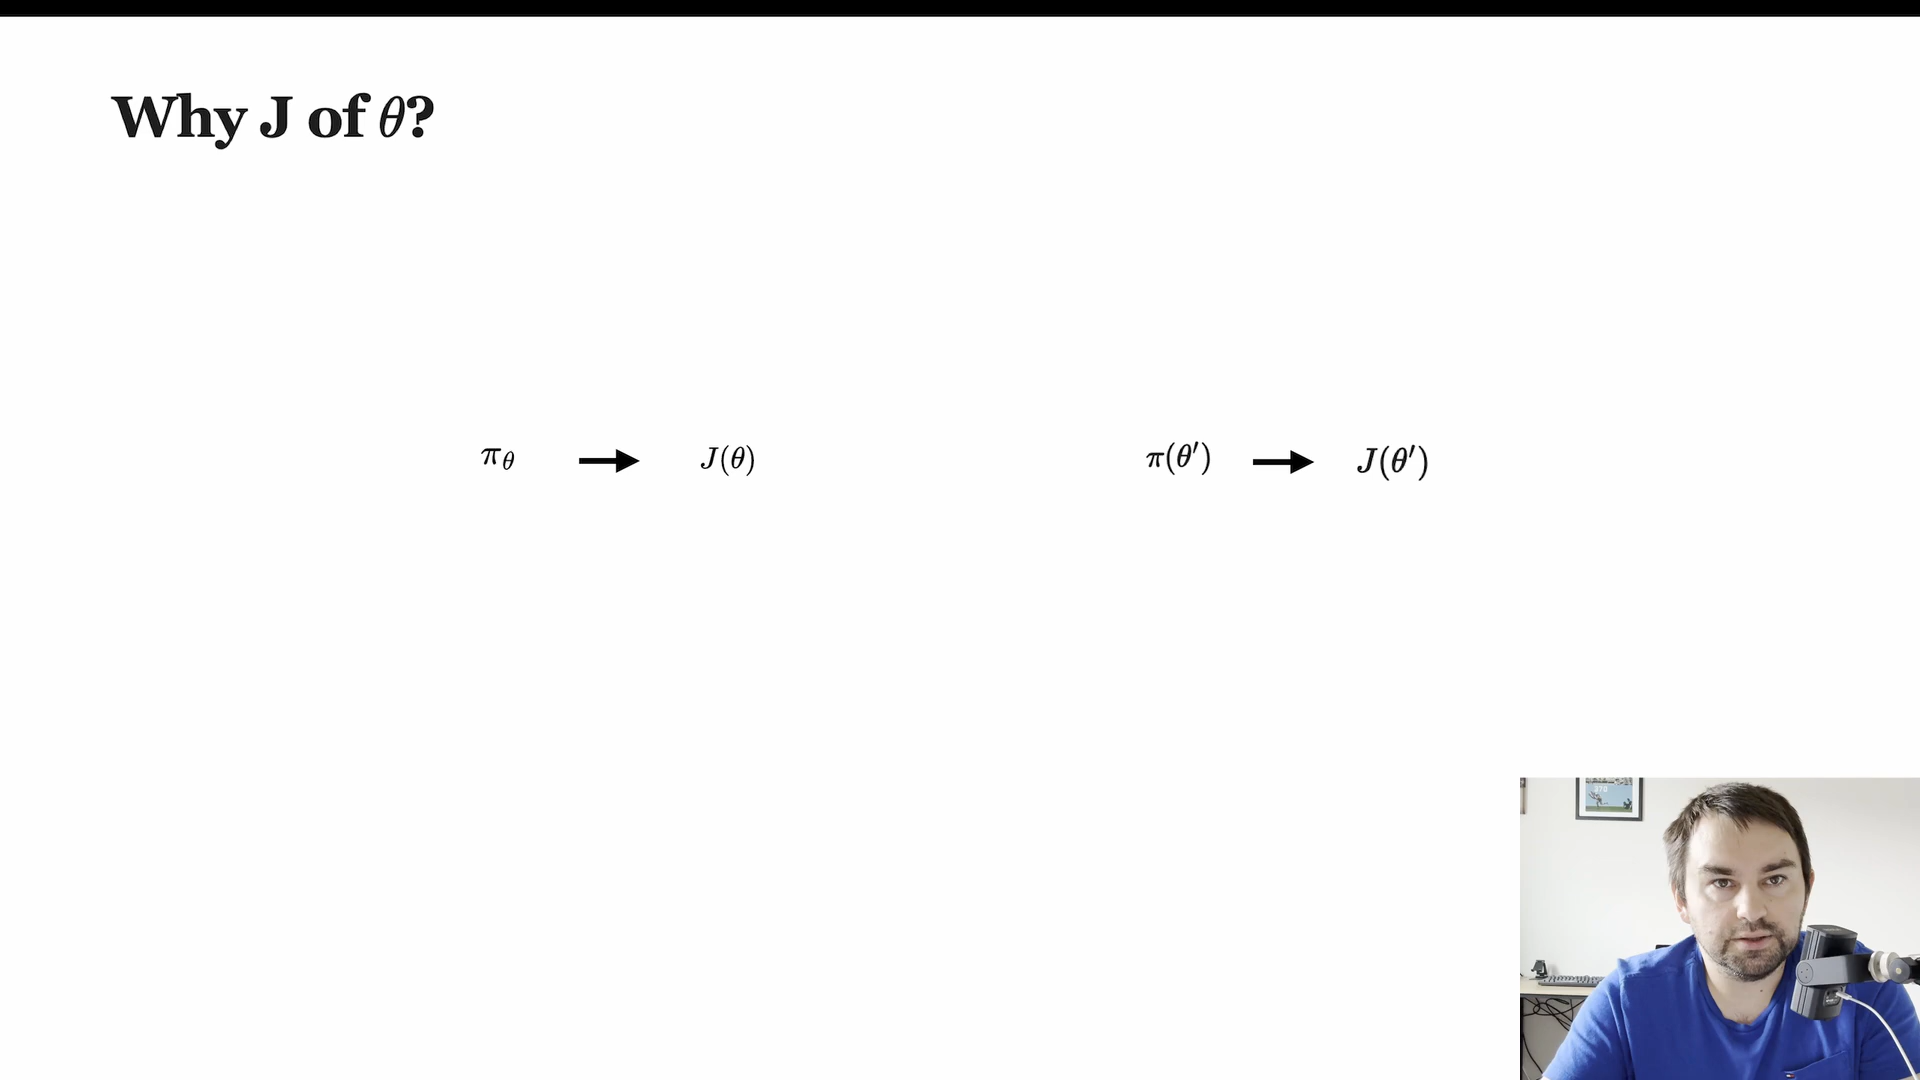 Why J of θ?
π_θ → J(θ) π(θ′) → J(θ′)